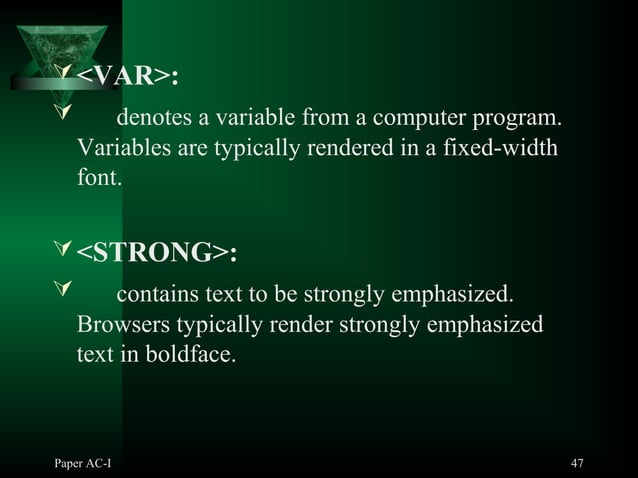 <VAR>:
denotes a variable from a computer program.
Variables are typically rendered in a fixed-width
font.
<STRONG>:
contains text to be strongly emphasized.
Browsers typically render strongly emphasized
text in boldface.
Paper AC-I
47